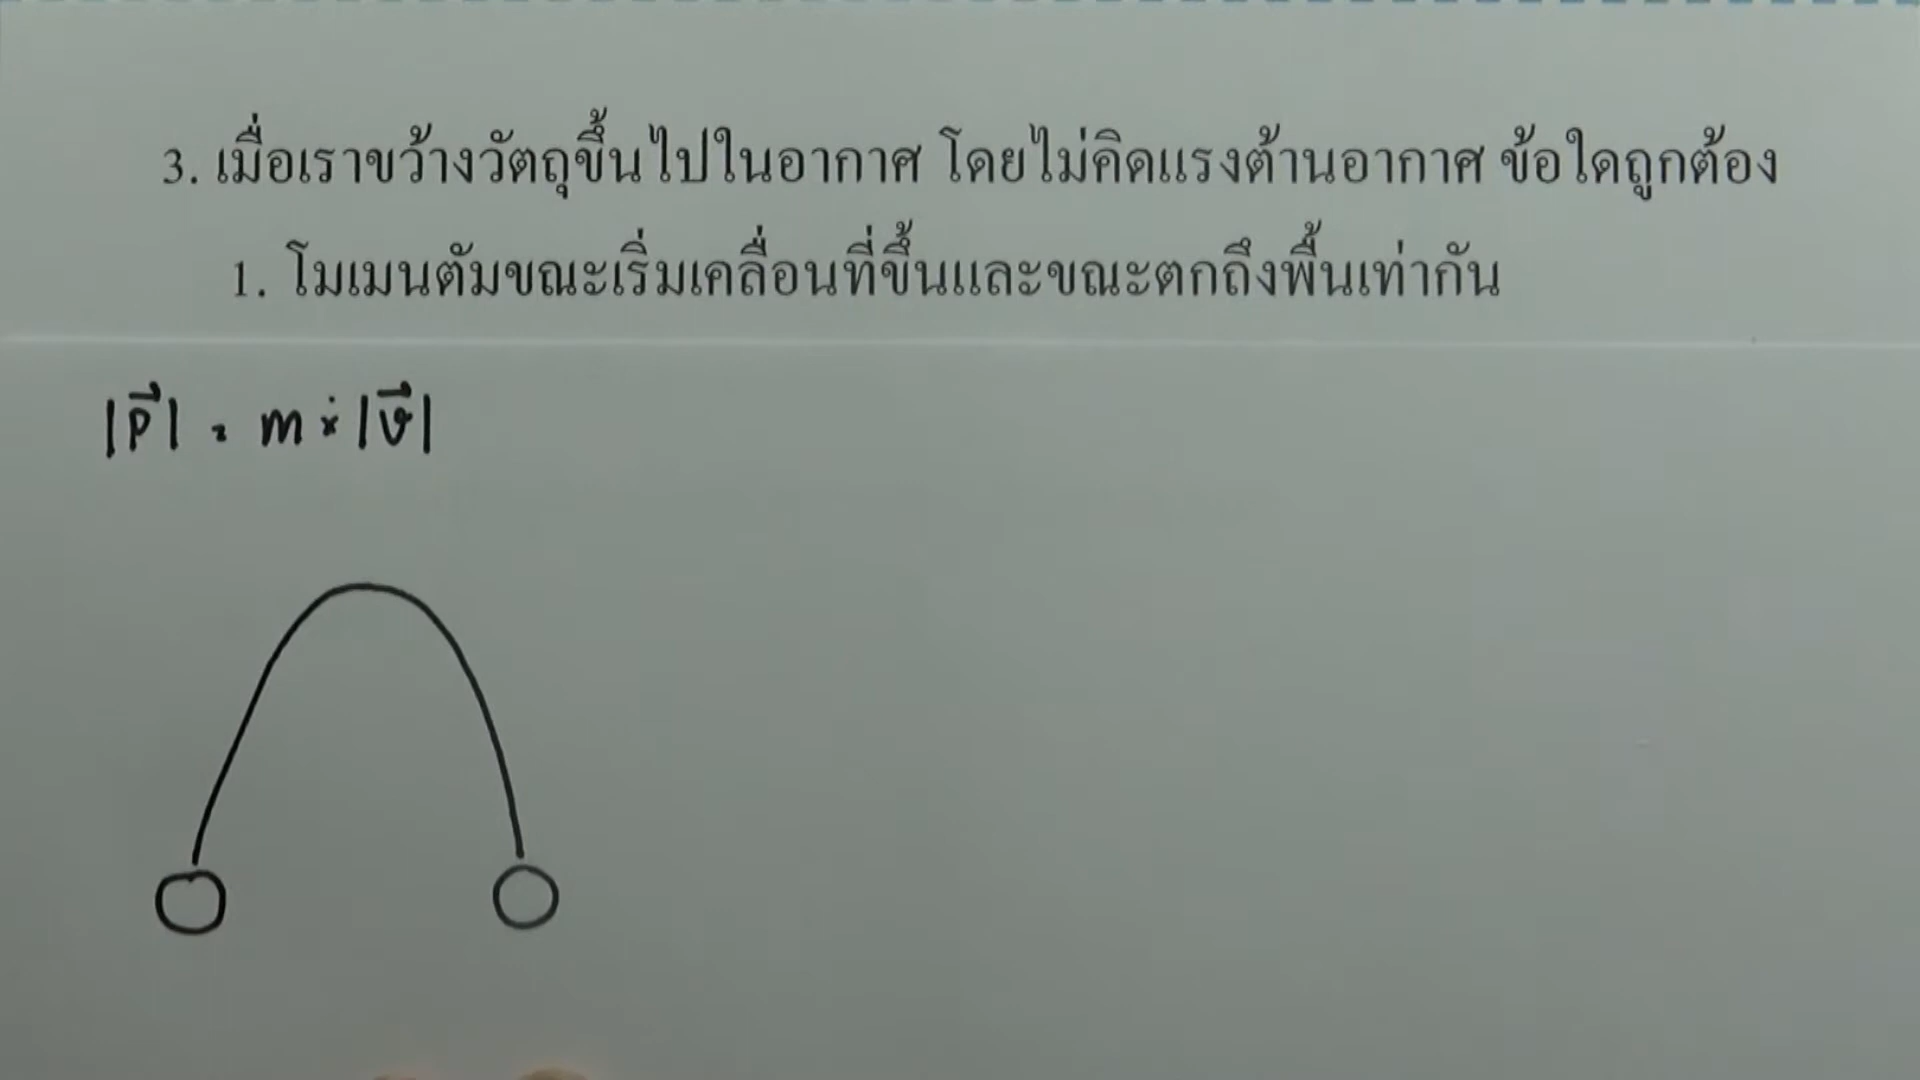 3. เมื่อเราขว้างวัตถุขึ้นไปในอากาศ โดยไม่คิดแรงต้านอากาศ ข้อใดถูกต้อง
1. โมเมนตัมขณะเริ่มเคลื่อนที่ขึ้นและขณะตกถึงพื้นเท่ากัน
|P⃗| = m × |v⃗|